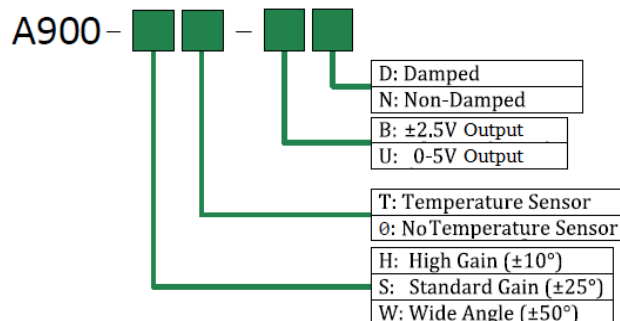 A900- -
D: Damped
N: Non-Damped
B: ±2.5V Output
U: 0-5V Output
T: Temperature Sensor
0: NoTemperature Sensor
H: High Gain (±10°)
S: Standard Gain (±25°)
W: Wide Angle (±50°)